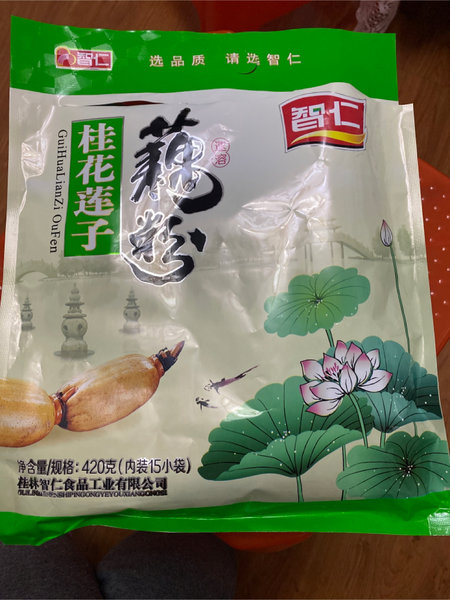 智仁
选品质 请选智仁
智仁
桂花莲子
GuiHuaLianZi OuFen
藕粉
净含量/规格: 420克(内装15小袋)
桂林智仁食品工业有限公司